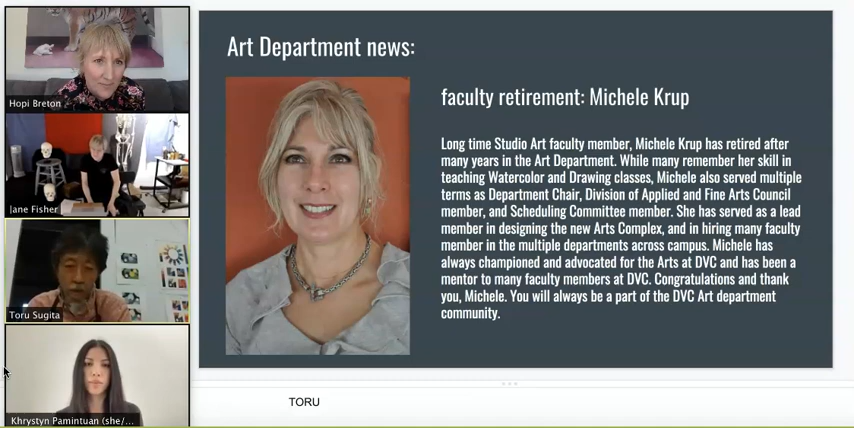 Hopi Breton
Jane Fisher
Toru Sugita
Khrystyn Pamintuan (she/...
Art Department news:
faculty retirement: Michele Krup
Long time Studio Art faculty member, Michele Krup has retired after
many years in the Art Department. While many remember her skill in
teaching Watercolor and Drawing classes, Michele also served multiple
terms as Department Chair, Division of Applied and Fine Arts Council
member, and Scheduling Committee member. She has served as a lead
member in designing the new Arts Complex, and in hiring many faculty
member in the multiple departments across campus. Michele has
always championed and advocated for the Arts at DVC and has been a
mentor to many faculty members at DVC. Congratulations and thank
you, Michele. You will always be a part of the DVC Art department
community.
TORU